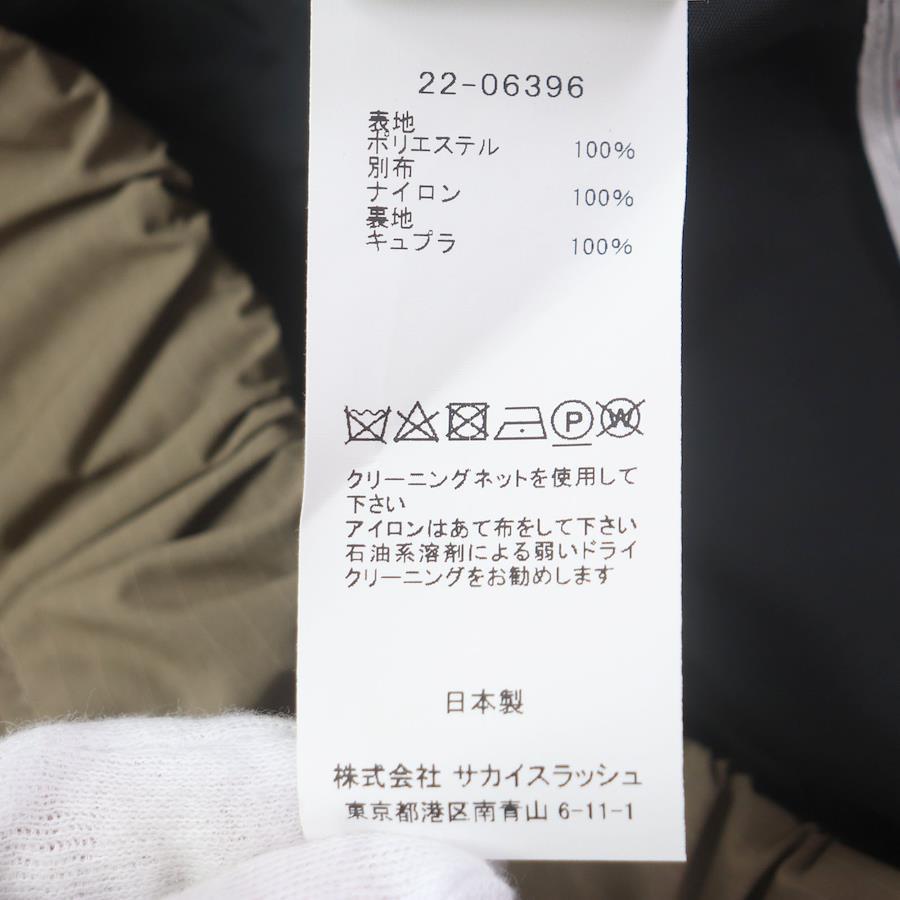 22-06396
表地
ポリエステル 100%
別布
ナイロン 100%
裏地
キュプラ 100%
P W
クリーニングネットを使用して
下さい
アイロンはあて布をして下さい
石油系溶剤による弱いドライ
クリーニングをお勧めします
日本製
株式会社 サカイスラッシュ
東京都港区南青山 6-11-1